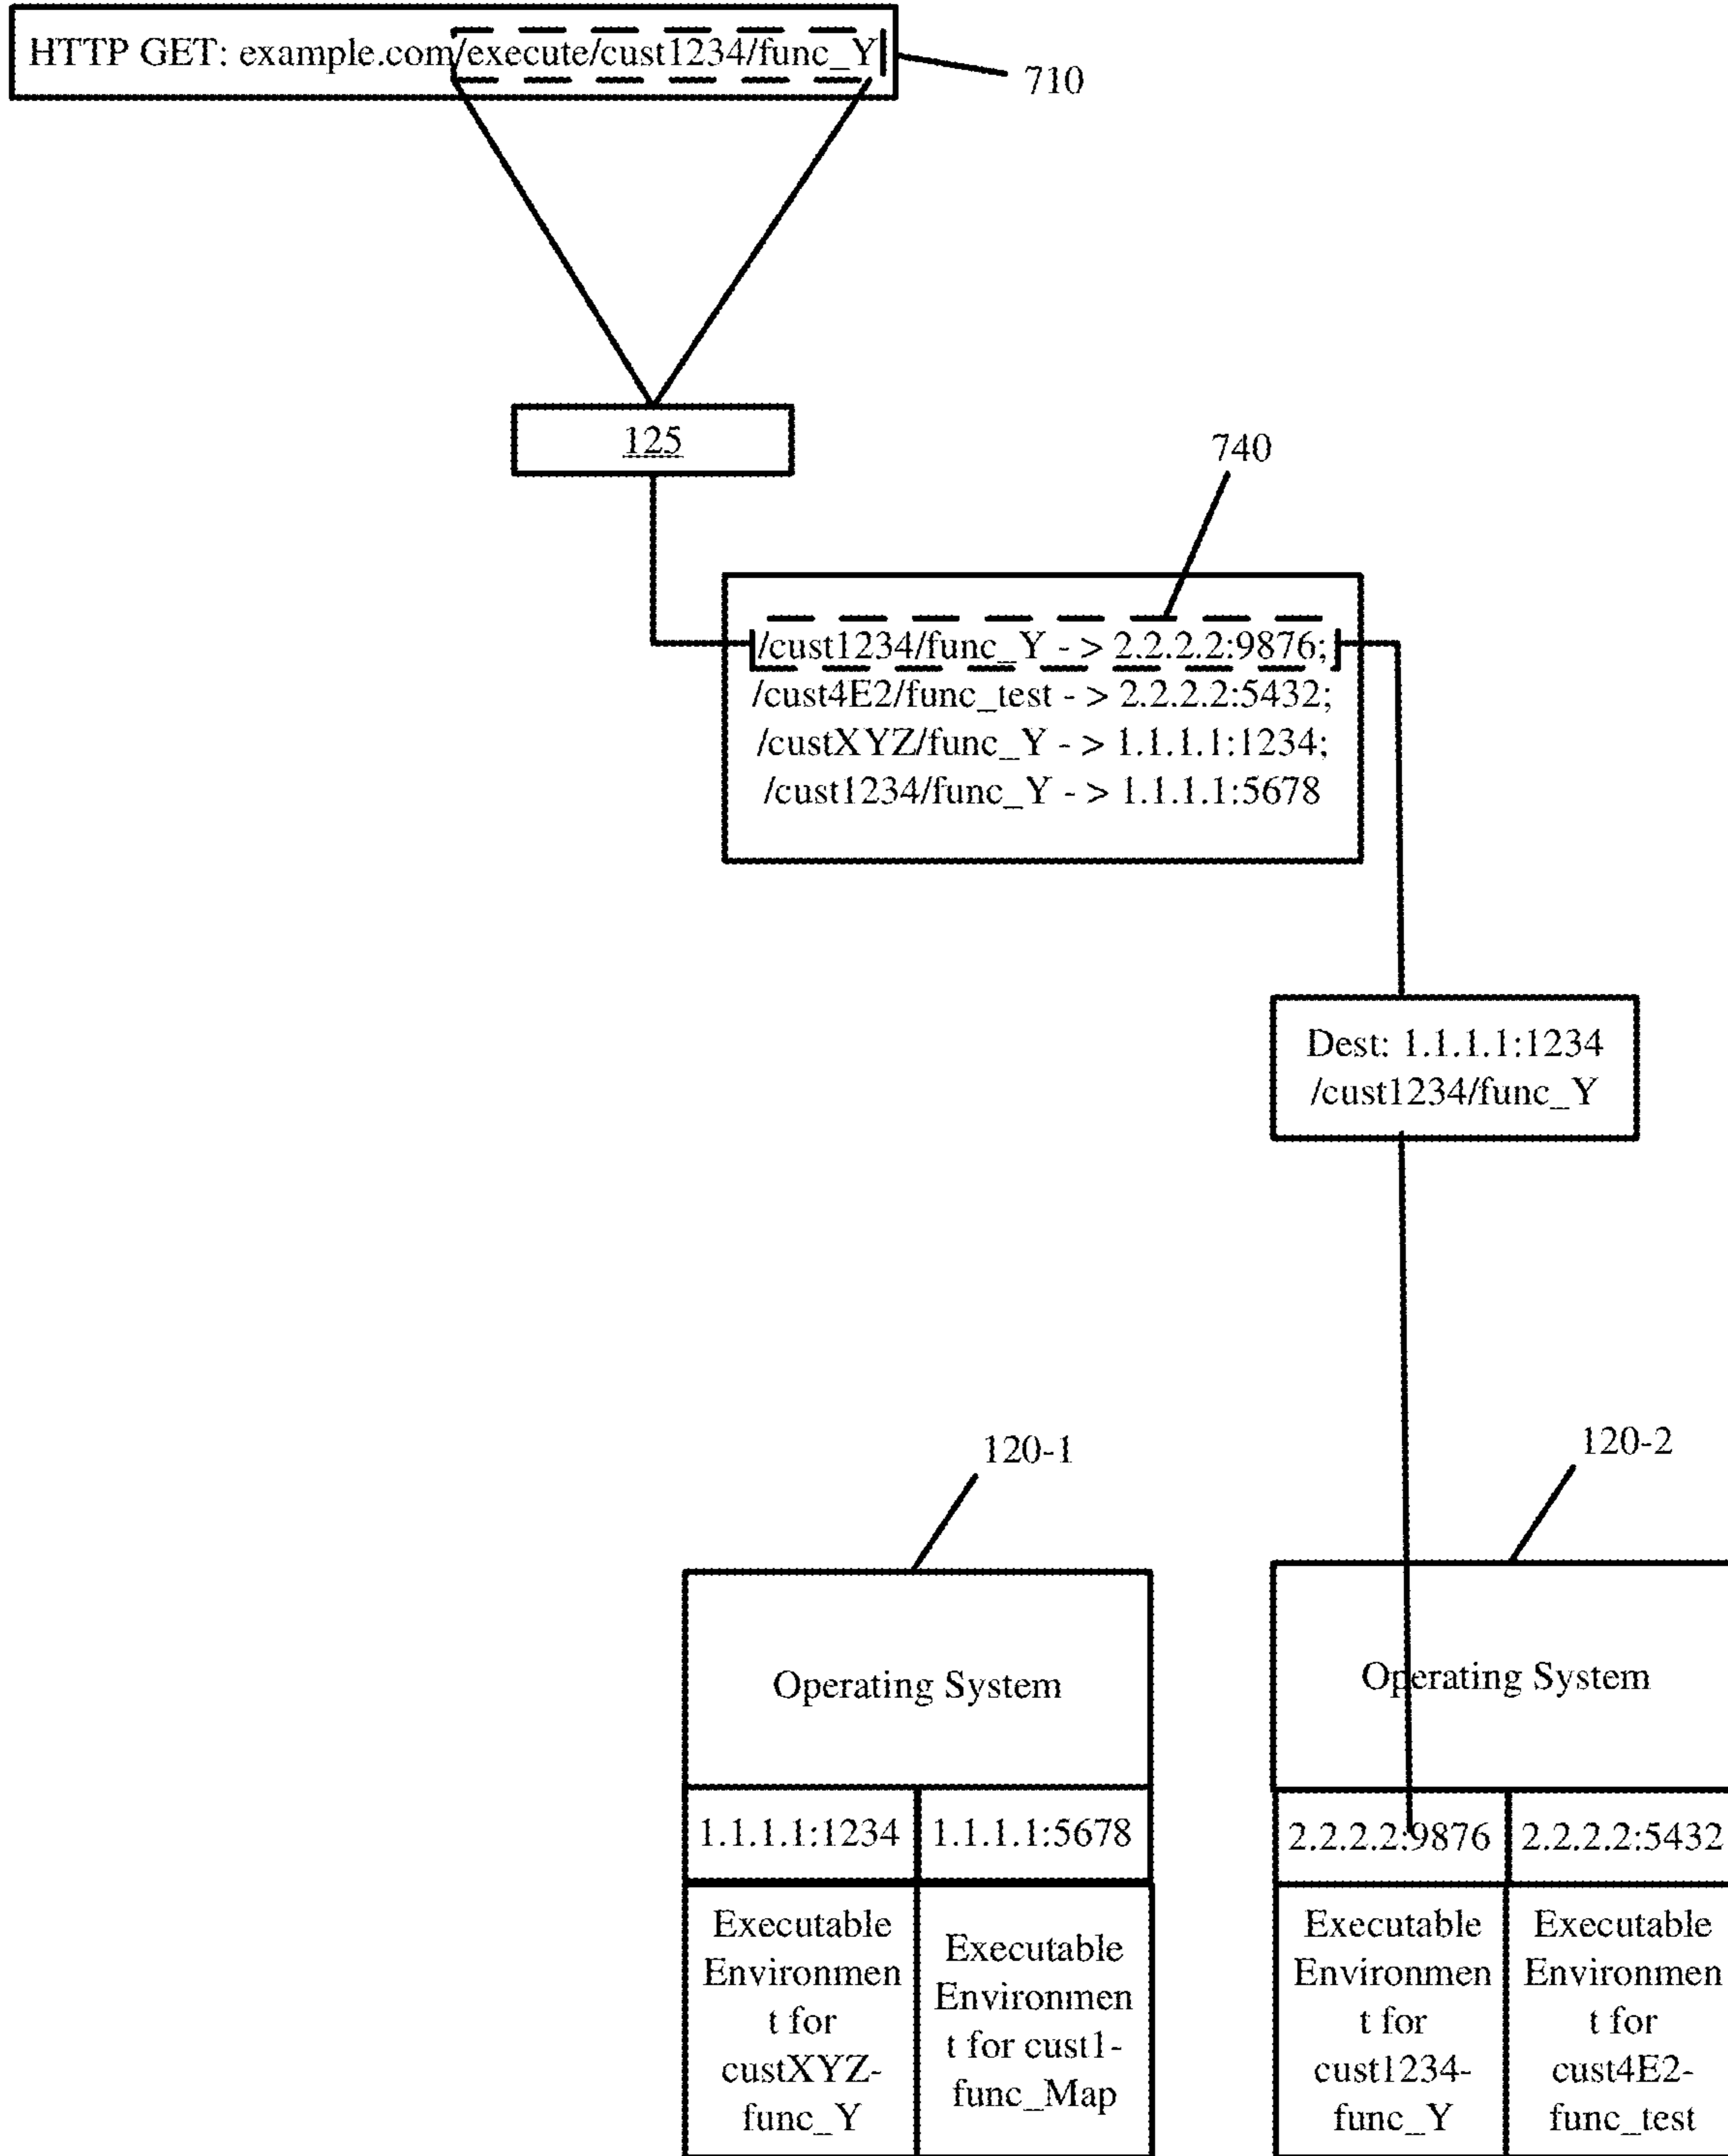 HTTP GET: example.com/execute/cust1234/func_Y
710
125
740
/cust1234/func_Y - > 2.2.2.2:9876;
/cust4E2/func_test - > 2.2.2.2:5432;
/custXYZ/func_Y - > 1.1.1.1:1234;
/cust1234/func_Y - > 1.1.1.1:5678
Dest: 1.1.1.1:1234
/cust1234/func_Y
120-1
120-2
Operating System
Operating System
1.1.1.1:1234
1.1.1.1:5678
2.2.2.2:9876
2.2.2.2:5432
Executable
Environmen
t for
custXYZ-
func_Y
Executable
Environmen
t for cust1-
func_Map
Executable
Environmen
t for
cust1234-
func_Y
Executable
Environmen
t for
cust4E2-
func_test